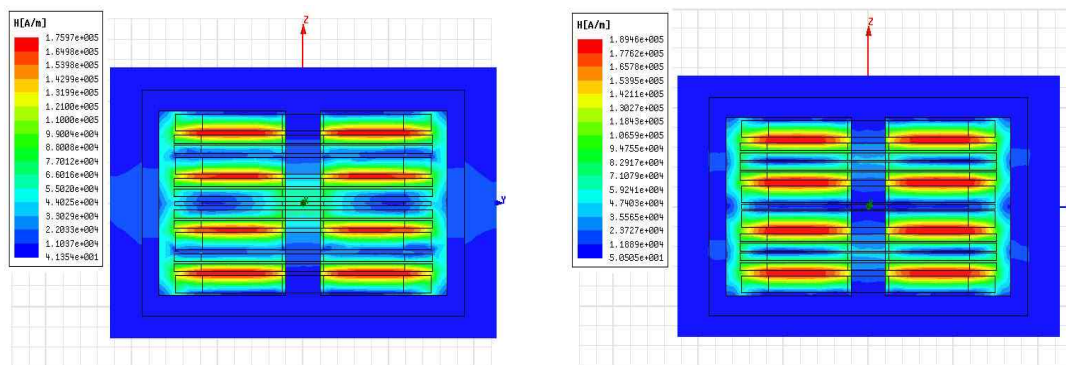 H[A/m]
1.7597e+005
1.6498e+005
1.5398e+005
1.4299e+005
1.3199e+005
1.2100e+005
1.1000e+005
9.9004e+004
8.8008e+004
7.7012e+004
6.6016e+004
5.5020e+004
4.4025e+004
3.3029e+004
2.2033e+004
1.1037e+004
4.1354e+001
Z
Y
H[A/m]
1.8946e+005
1.7762e+005
1.6578e+005
1.5395e+005
1.4211e+005
1.3027e+005
1.1843e+005
1.0659e+005
9.4755e+004
8.2917e+004
7.1079e+004
5.9241e+004
4.7403e+004
3.5565e+004
2.3727e+004
1.1889e+004
5.0505e+001
Z